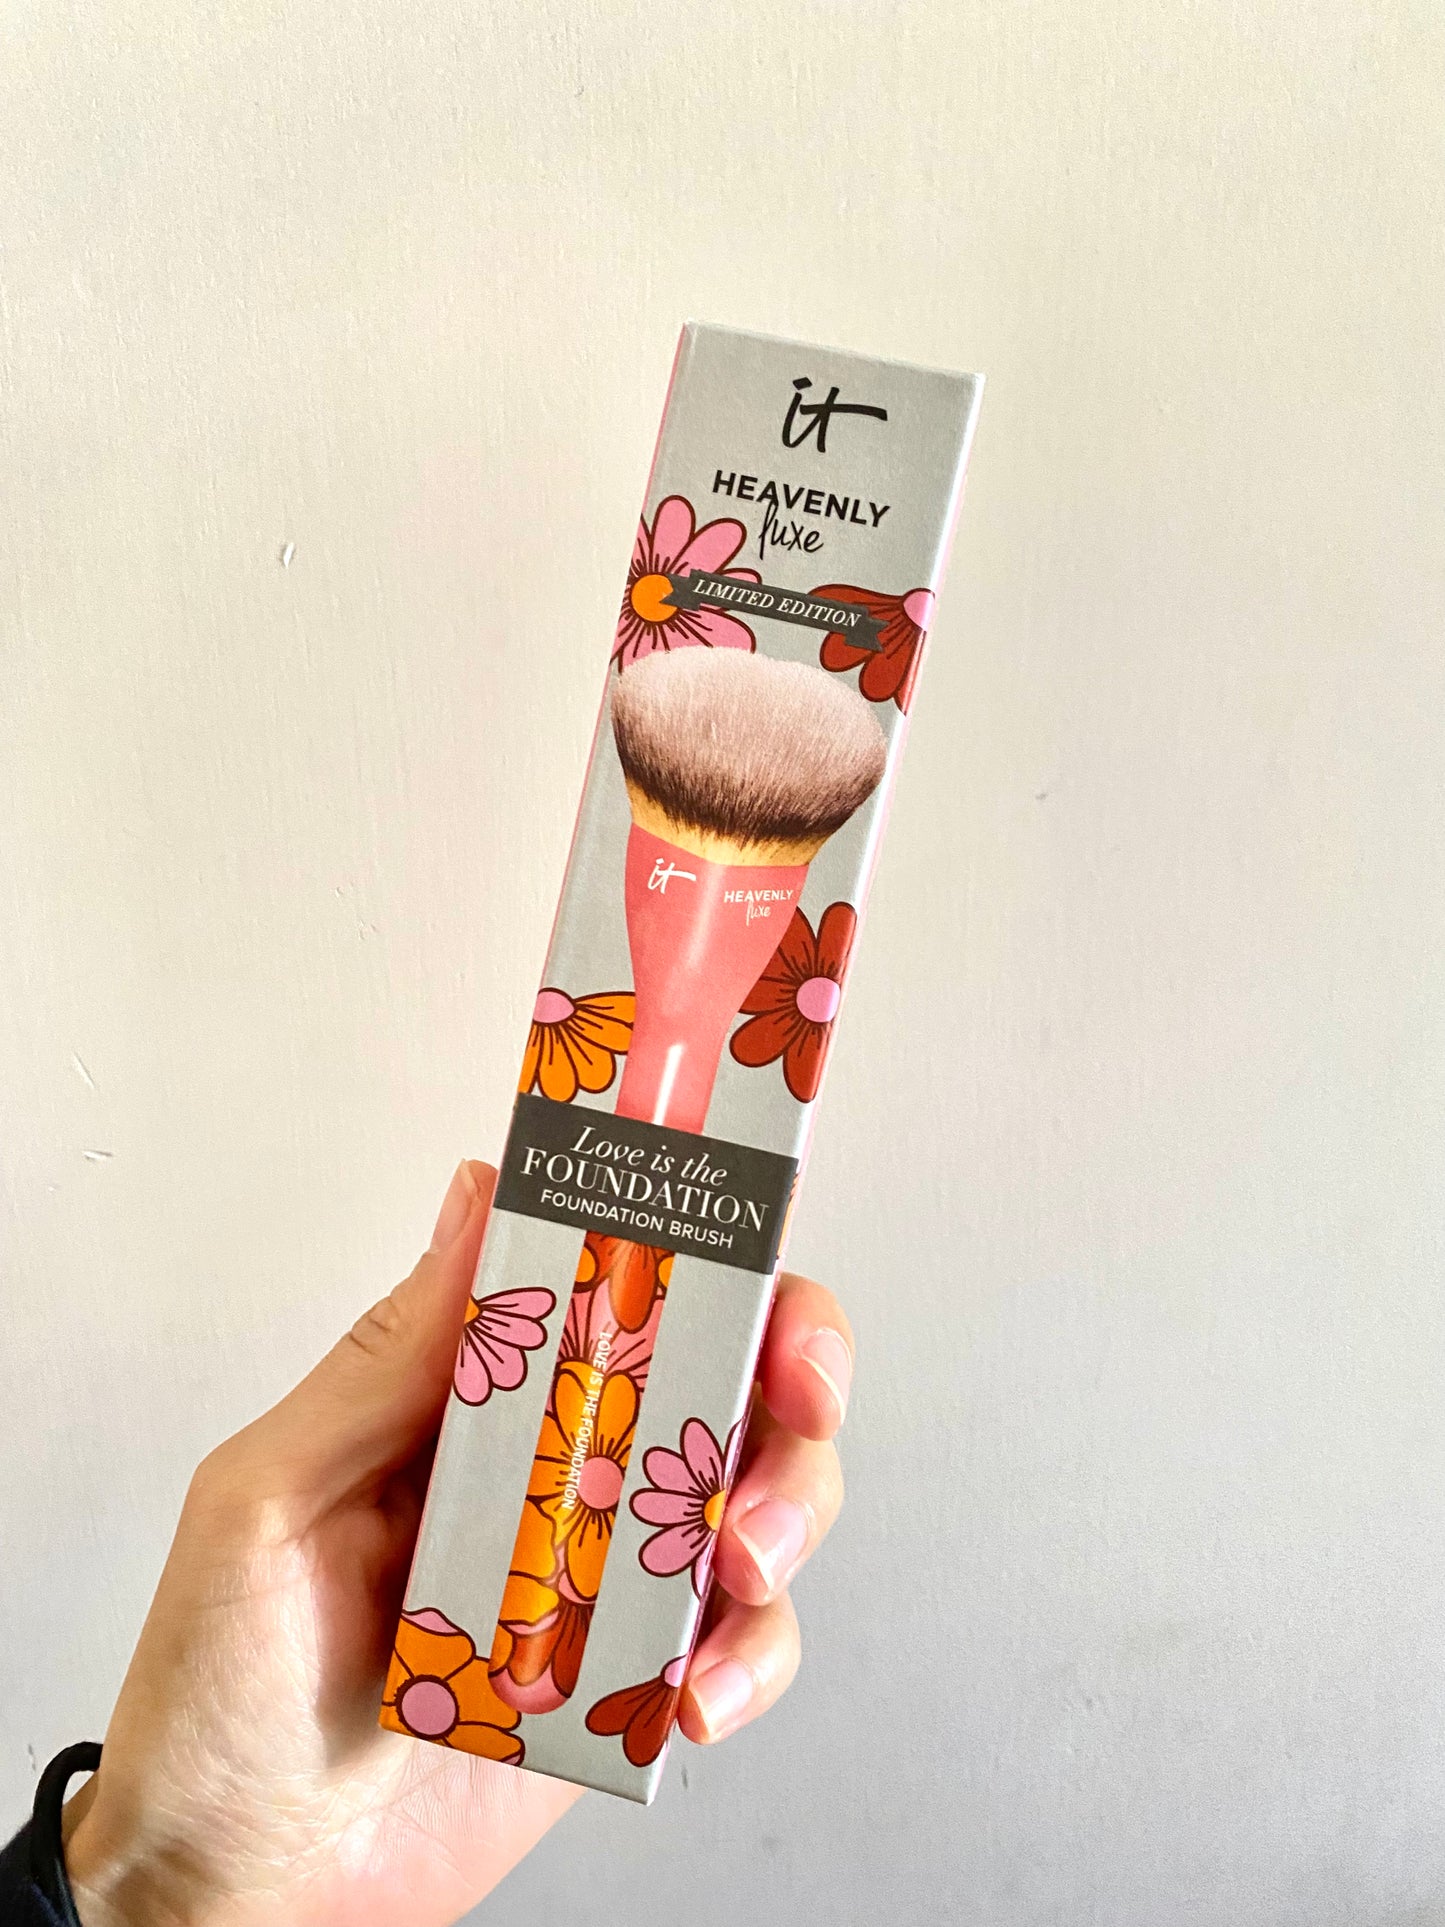 it
HEAVENLY
luxe
LIMITED EDITION
it
HEAVENLY
luxe
Love is the
FOUNDATION
FOUNDATION BRUSH
LOVE IS THE FOUNDATION